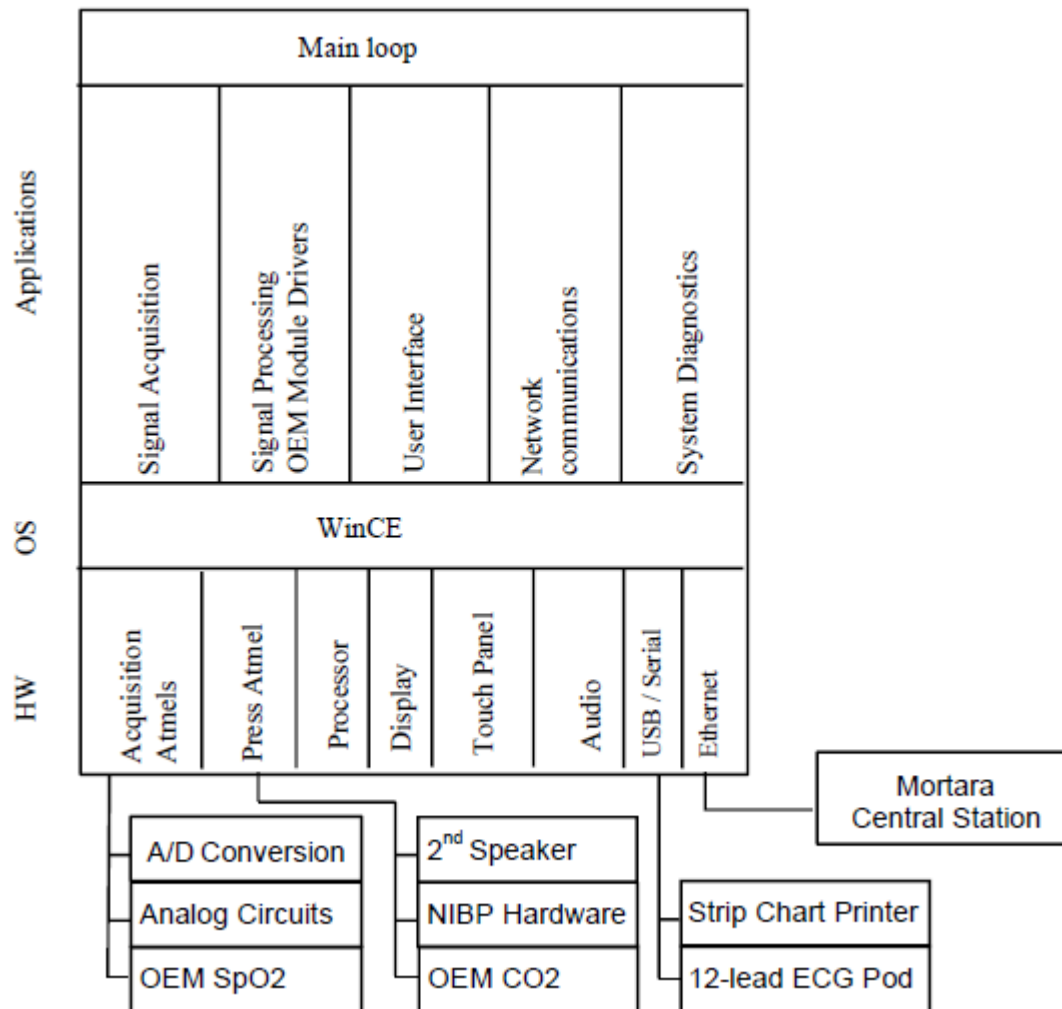 Main loop
Applications
Signal Acquisition
Signal Processing
OEM Module Drivers
User Interface
Network
communications
System Diagnostics
OS
WinCE
HW
Acquisition
Atmels
Press Atmel
Processor
Display
Touch Panel
Audio
USB / Serial
Ethernet
Mortara
Central Station
A/D Conversion
Analog Circuits
OEM SpO2
2nd Speaker
NIBP Hardware
OEM CO2
Strip Chart Printer
12-lead ECG Pod